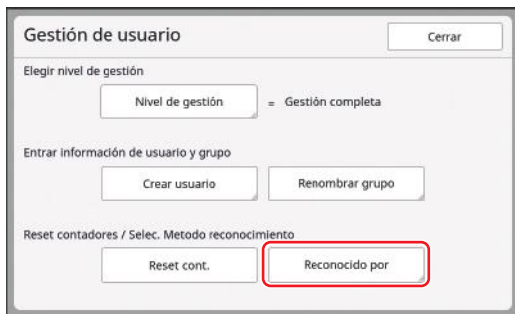 Gestión de usuario
Cerrar
Elegir nivel de gestión
Nivel de gestión = Gestión completa
Entrar información de usuario y grupo
Crear usuario Renombrar grupo
Reset contadores / Selec. Metodo reconocimiento
Reset cont. Reconocido por